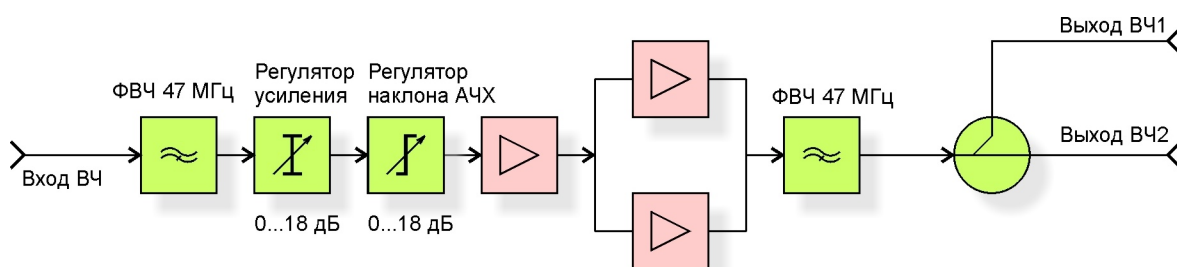 Выход ВЧ1
Регулятор
усиления
Регулятор
наклона АЧХ
ФВЧ 47 МГц
ФВЧ 47 МГц
Выход ВЧ2
Вход ВЧ
0...18 дБ
0...18 дБ